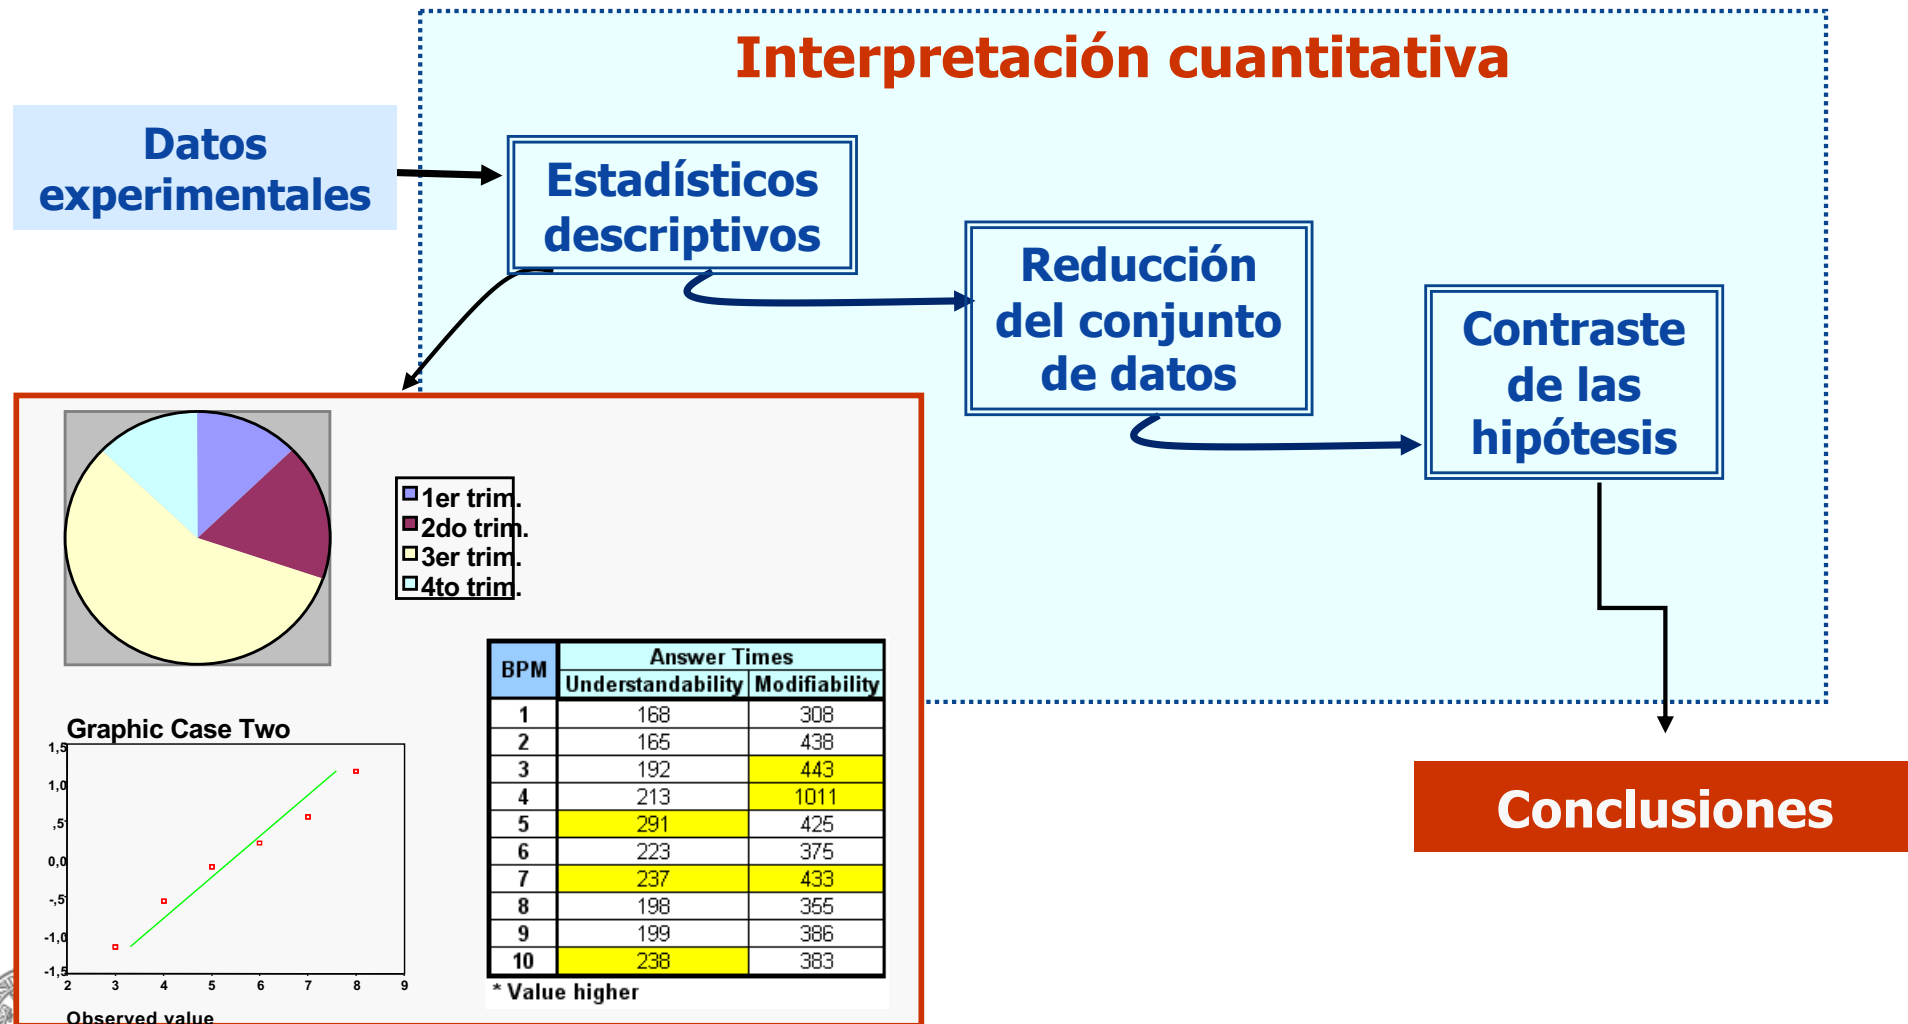 Interpretación cuantitativa
Datos
experimentales
Estadísticos
descriptivos
Reducción
del conjunto
de datos
Contraste
de las
hipótesis
1er trim.
2do trim.
3er trim.
4to trim.
BPM Answer Times
Understandability Modifiability
1 168 308
2 165 438
3 192 443
4 213 1011
5 291 425
6 223 375
7 237 433
8 198 355
9 199 386
10 238 383
* Value higher
Graphic Case Two
1,5
1,0
,5
0,0
-,5
-1,0
-1,5
2 3 4 5 6 7 8 9
Observed value
Conclusiones